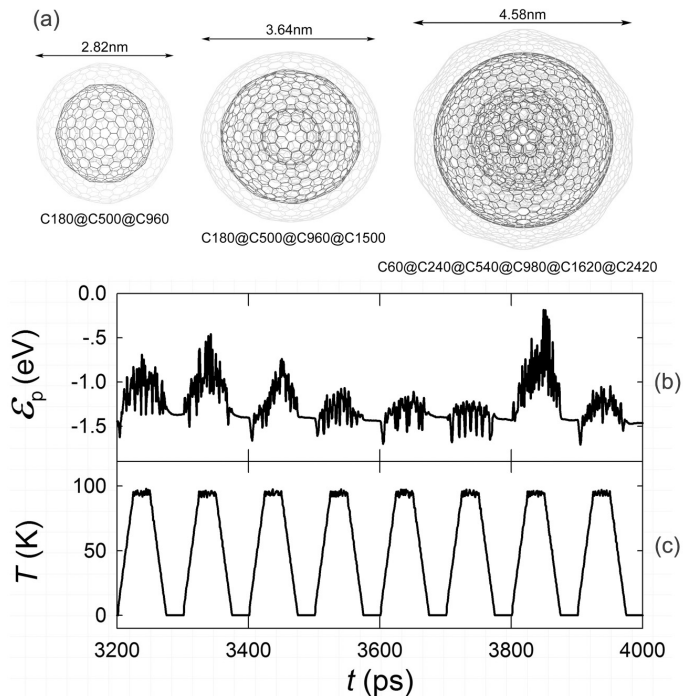 (a)
2.82nm
3.64nm
4.58nm
C180@C500@C960
C180@C500@C960@C1500
C60@C240@C540@C980@C1620@C2420
0.0
-.5
-1.0
-1.5
ℰp (eV)
(b)
100
50
0
T (K)
(c)
3200 3400 3600 3800 4000
t (ps)